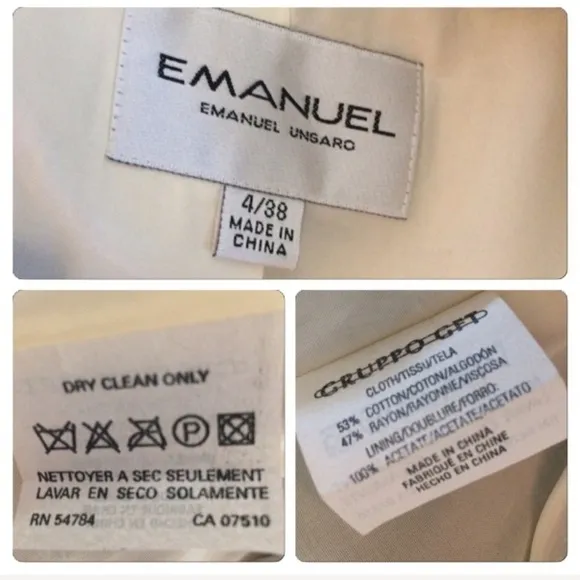 EMANUEL
EMANUEL UNGARO
4/38
MADE IN
CHINA
DRY CLEAN ONLY
P
NETTOYER A SEC SEULEMENT
LAVAR EN SECO SOLAMENTE
RN 54784 CA 07510
GRUPPO GFT
CLOTH/TISSU/TELA
53% COTTON/COTON/ALGODÓN
47% RAYON/RAYONNE/VISCOSA
LINING/DOUBLURE/FORRO:
100% ACETATE/ACETATE/ACETATO
MADE IN CHINA
FABRIQUE EN CHINE
HECHO EN CHINA